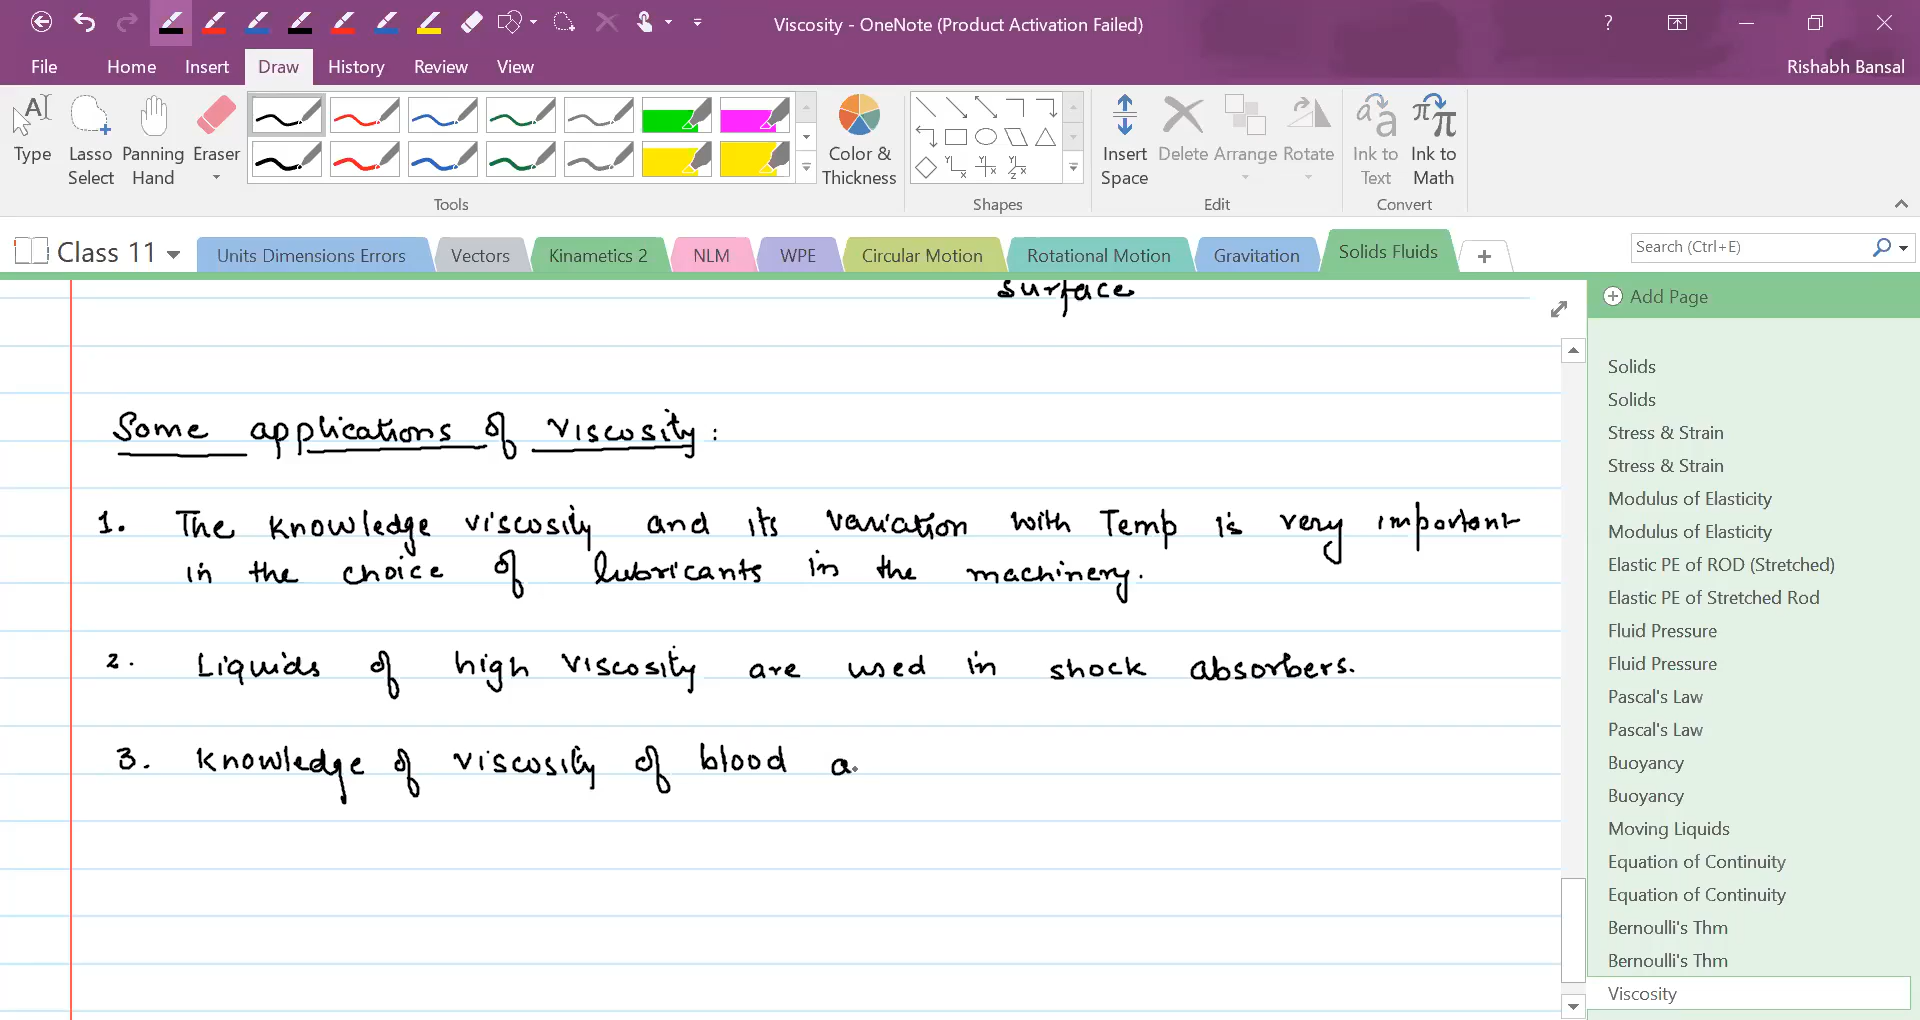 Viscosity - OneNote (Product Activation Failed)
?
File Home Insert Draw History Review View
Rishabh Bansal
Type
Lasso Select
Panning Hand
Eraser
Color & Thickness
Insert Space
Delete
Arrange
Rotate
Ink to Text
Ink to Math
Tools
Shapes
Edit
Convert
Class 11
Units Dimensions Errors
Vectors
Kinametics 2
NLM
WPE
Circular Motion
Rotational Motion
Gravitation
Solids Fluids
Search (Ctrl+E)
surface
Some applications of viscosity :
1. The knowledge viscosity and its variation with Temp is very important
in the choice of lubricants in the machinery.
2. Liquids of high viscosity are used in shock absorbers.
3. Knowledge of viscosity of blood a
Add Page
Solids
Solids
Stress & Strain
Stress & Strain
Modulus of Elasticity
Modulus of Elasticity
Elastic PE of ROD (Stretched)
Elastic PE of Stretched Rod
Fluid Pressure
Fluid Pressure
Pascal's Law
Pascal's Law
Buoyancy
Buoyancy
Moving Liquids
Equation of Continuity
Equation of Continuity
Bernoulli's Thm
Bernoulli's Thm
Viscosity